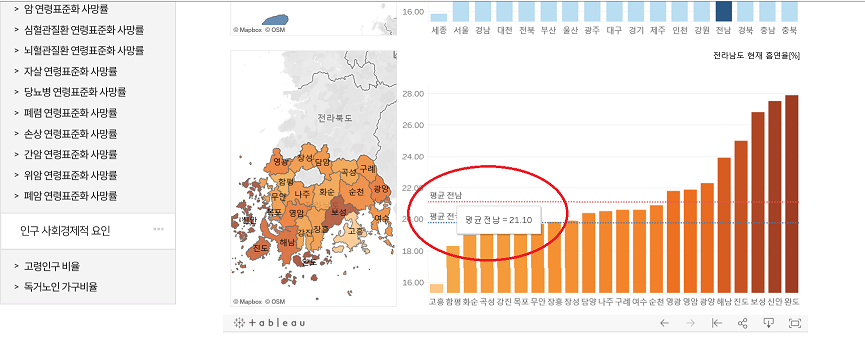 > 암 연령표준화 사망률
> 심혈관질환 연령표준화 사망률
> 뇌혈관질환 연령표준화 사망률
> 자살 연령표준화 사망률
> 당뇨병 연령표준화 사망률
> 폐렴 연령표준화 사망률
> 손상 연령표준화 사망률
> 간암 연령표준화 사망률
> 위암 연령표준화 사망률
> 폐암 연령표준화 사망률
인구 사회경제적 요인
> 고령인구 비율
> 독거노인 가구비율
© Mapbox © OSM
16.00
세종 서울 경남 대전 전북 부산 울산 광주 대구 경기 제주 인천 강원 전남 경북 충남 충북
전라북도
영광 장성 담양
곡성 구례
함평
무안 나주 화순 순천 광양
목포 영암 보성 여수
신안
강진 장흥 고흥
진도 해남
완도
© Mapbox © OSM
전라남도 현재 흡연율[%]
28.00
26.00
24.00
22.00
20.00
18.00
16.00
평균 전남
평균 전
평균 전남 = 21.10
고흥 함평 화순 곡성 강진 목포 무안 장흥 장성 담양 나주 구례 여수 순천 영광 영암 광양 해남 진도 보성 신안 완도
+ a b l e a u